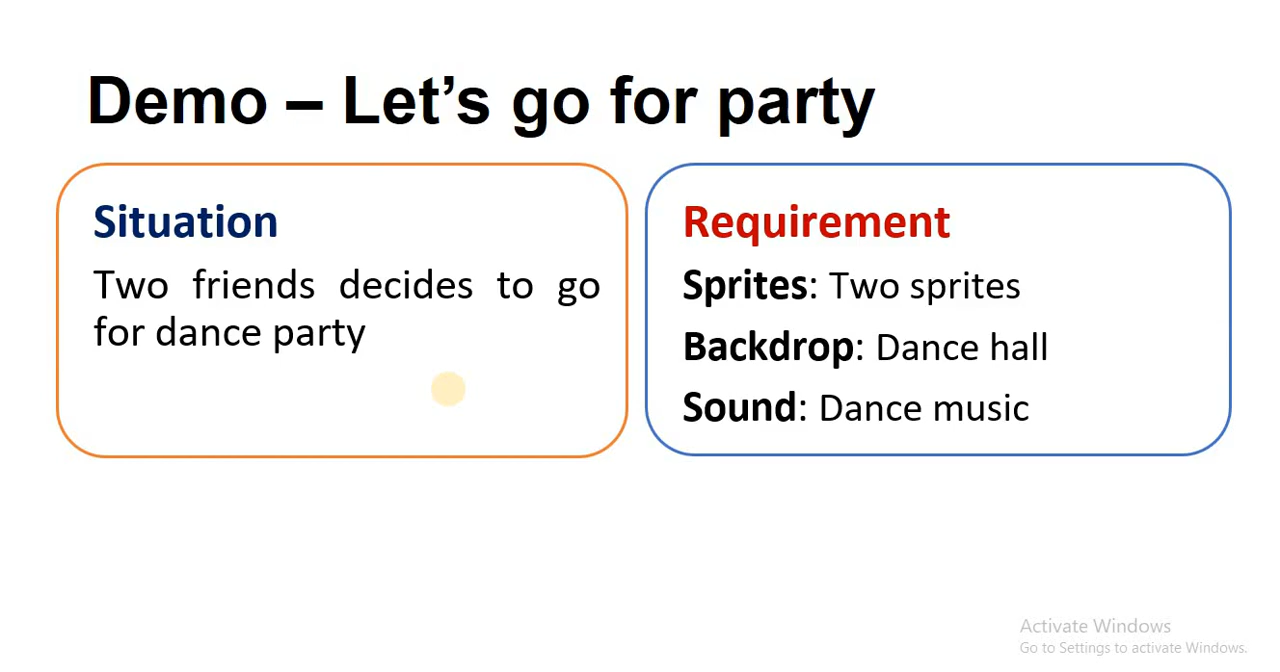 Demo – Let’s go for party
Situation
Two friends decides to go
for dance party
Requirement
Sprites: Two sprites
Backdrop: Dance hall
Sound: Dance music
Activate Windows
Go to Settings to activate Windows.